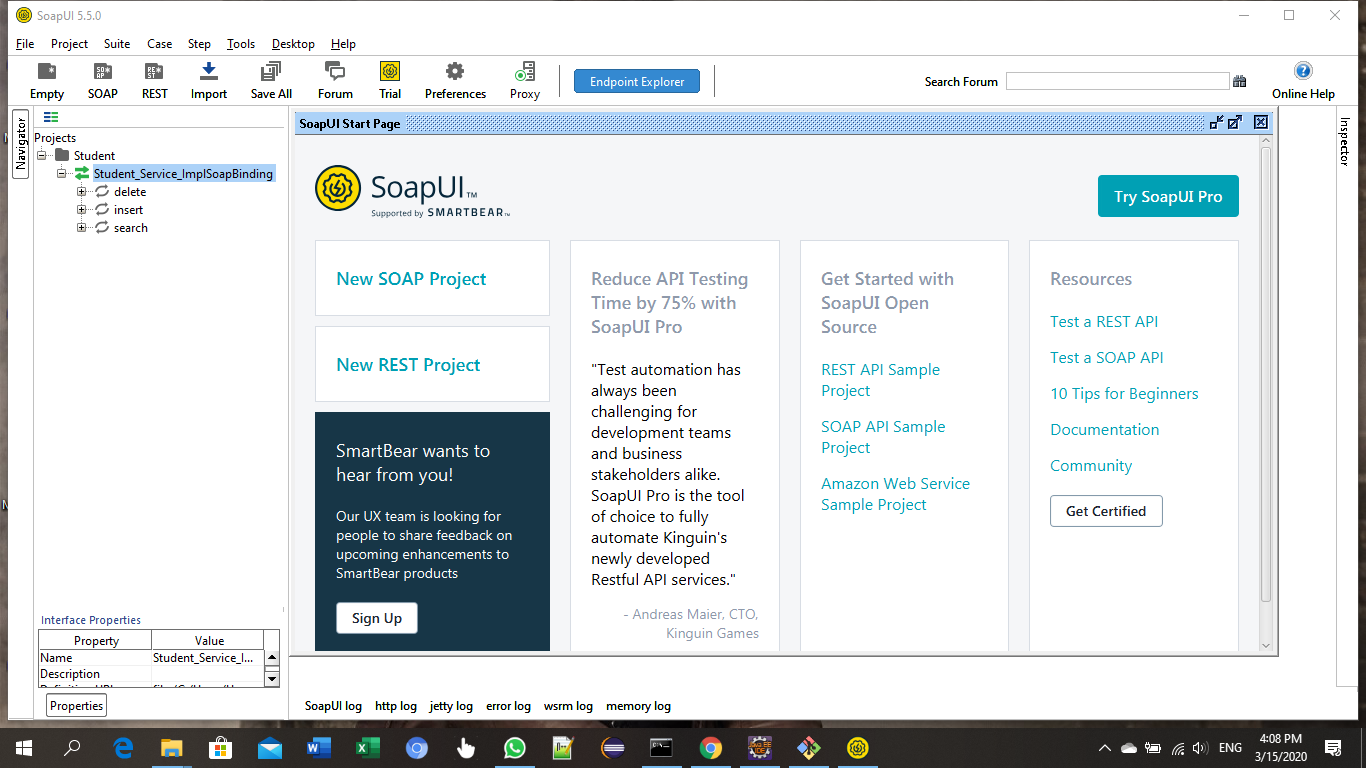 SoapUI 5.5.0
File Project Suite Case Step Tools Desktop Help
Empty SOAP REST Import Save All Forum Trial Preferences Proxy
Endpoint Explorer
Search Forum
Online Help
Navigator
Projects
Student
Student_Service_ImplSoapBinding
delete
insert
search
Interface Properties
Property Value
Name Student_Service_I...
Description
Properties
SoapUI Start Page
SoapUI™
Supported by SMARTBEAR™
Try SoapUI Pro
New SOAP Project
New REST Project
SmartBear wants to
hear from you!
Our UX team is looking for
people to share feedback on
upcoming enhancements to
SmartBear products
Sign Up
Reduce API Testing
Time by 75% with
SoapUI Pro
"Test automation has
always been
challenging for
development teams
and business
stakeholders alike.
SoapUI Pro is the tool
of choice to fully
automate Kinguin's
newly developed
Restful API services."
- Andreas Maier, CTO,
Kinguin Games
Get Started with
SoapUI Open
Source
REST API Sample
Project
SOAP API Sample
Project
Amazon Web Service
Sample Project
Resources
Test a REST API
Test a SOAP API
10 Tips for Beginners
Documentation
Community
Get Certified
Inspector
SoapUI log http log jetty log error log wsrm log memory log
ENG
4:08 PM
3/15/2020